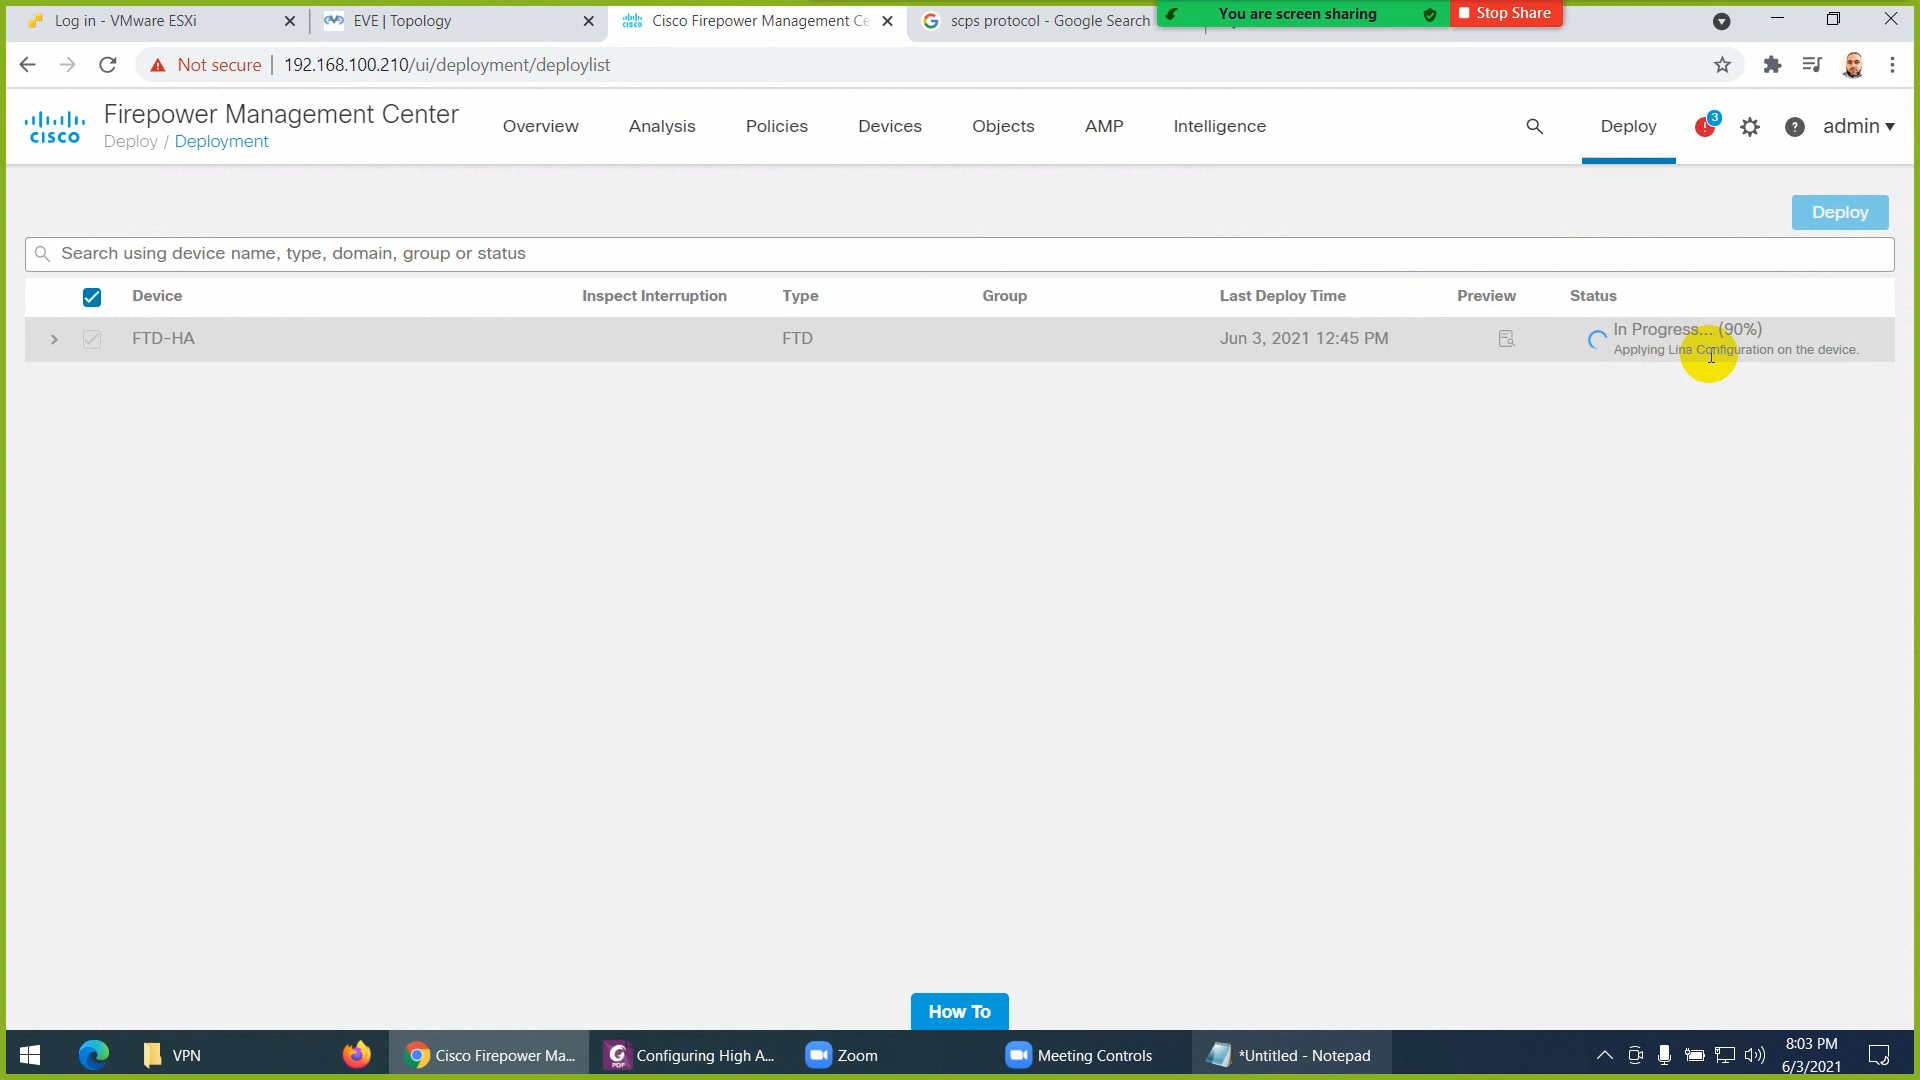 Log in - VMware ESXi
EVE | Topology
Cisco Firepower Management Ce
scps protocol - Google Search
You are screen sharing
Stop Share
Not secure
192.168.100.210/ui/deployment/deploylist
CISCO
Firepower Management Center
Deploy / Deployment
Overview
Analysis
Policies
Devices
Objects
AMP
Intelligence
Deploy
3
admin
Deploy
Search using device name, type, domain, group or status
Device
Inspect Interruption
Type
Group
Last Deploy Time
Preview
Status
FTD-HA
FTD
Jun 3, 2021 12:45 PM
In Progress... (90%)
Applying Lina Configuration on the device.
How To
VPN
Cisco Firepower Ma...
Configuring High A...
Zoom
Meeting Controls
*Untitled - Notepad
8:03 PM
6/3/2021